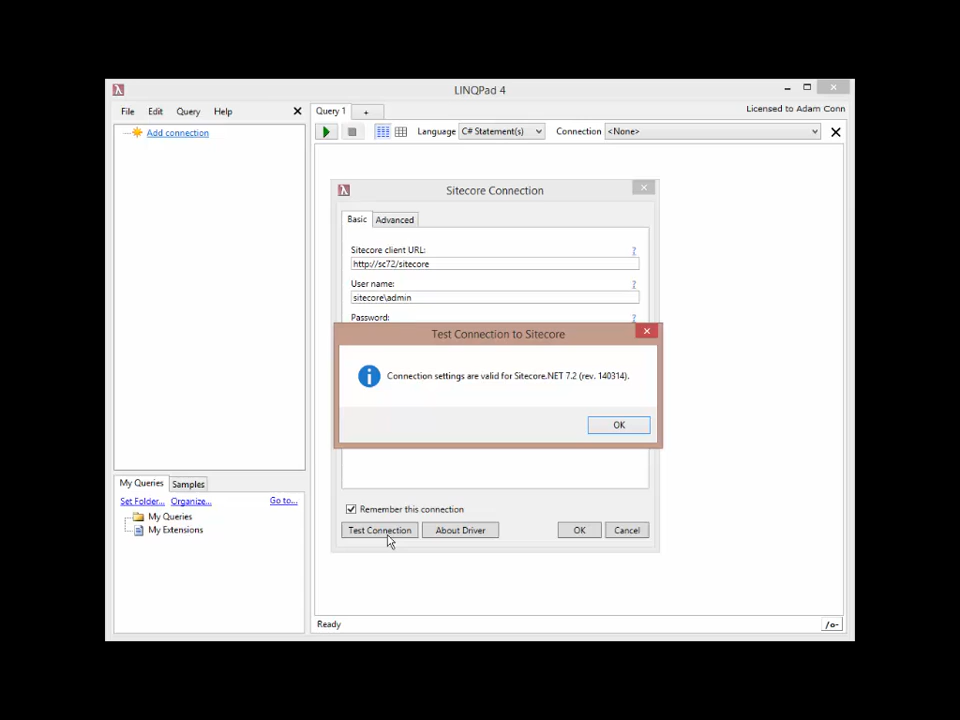 LINQPad 4
File Edit Query Help
Query 1 +
Licensed to Adam Conn
Add connection
Language C# Statement(s) Connection <None>
Sitecore Connection
Basic Advanced
Sitecore client URL: ?
http://sc72/sitecore
User name: ?
sitecore\admin
Password: ?
Test Connection to Sitecore
Connection settings are valid for Sitecore.NET 7.2 (rev. 140314).
OK
My Queries Samples
Set Folder... Organize... Go to...
My Queries
My Extensions
Remember this connection
Test Connection About Driver OK Cancel
Ready /o-